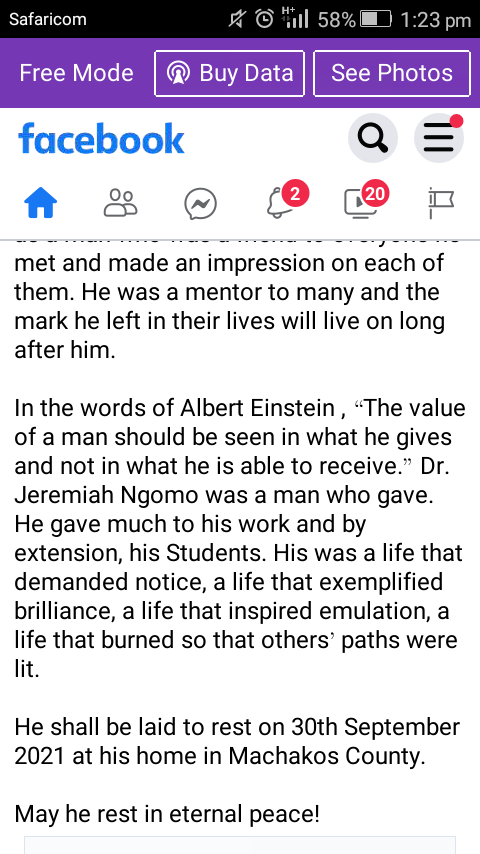 Safaricom H+ 58% 1:23 pm
Free Mode Buy Data See Photos
facebook
2 20
met and made an impression on each of
them. He was a mentor to many and the
mark he left in their lives will live on long
after him.
In the words of Albert Einstein , “The value
of a man should be seen in what he gives
and not in what he is able to receive.” Dr.
Jeremiah Ngomo was a man who gave.
He gave much to his work and by
extension, his Students. His was a life that
demanded notice, a life that exemplified
brilliance, a life that inspired emulation, a
life that burned so that others’ paths were
lit.
He shall be laid to rest on 30th September
2021 at his home in Machakos County.
May he rest in eternal peace!